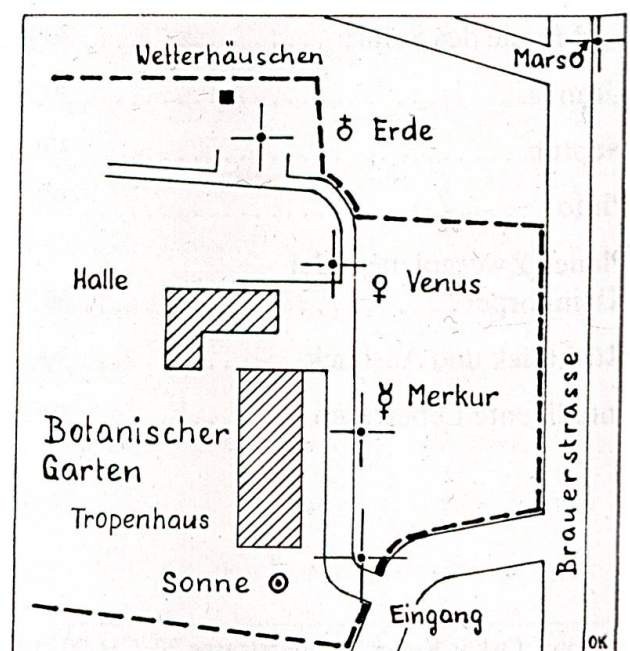 Wetterhäuschen
Mars ♂
♁ Erde
Halle
♀ Venus
☿ Merkur
Botanischer
Garten
Tropenhaus
Brauerstrasse
Sonne ☉
Eingang
OK